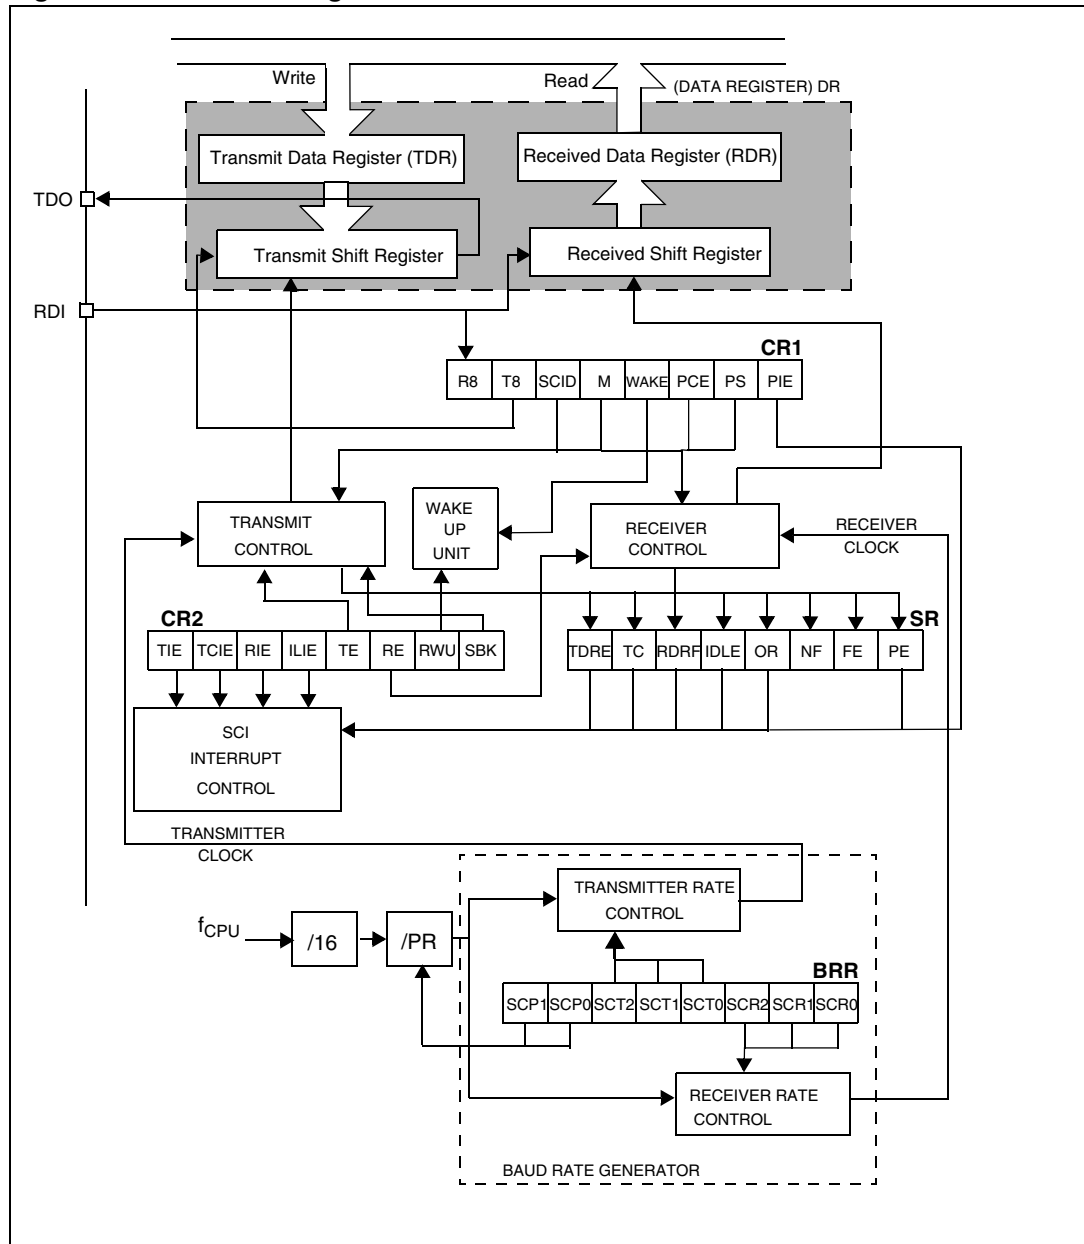 Write
Read
(DATA REGISTER) DR
Transmit Data Register (TDR)
Received Data Register (RDR)
TDO
Transmit Shift Register
Received Shift Register
RDI
CR1
R8 T8 SCID M WAKE PCE PS PIE
TRANSMIT
CONTROL
WAKE
UP
UNIT
RECEIVER
CONTROL
RECEIVER
CLOCK
CR2
SR
TIE TCIE RIE ILIE TE RE RWU SBK
TDRE TC RDRF IDLE OR NF FE PE
SCI
INTERRUPT
CONTROL
TRANSMITTER
CLOCK
TRANSMITTER RATE
CONTROL
fCPU
/16
/PR
BRR
SCP1 SCP0 SCT2 SCT1 SCT0 SCR2 SCR1 SCR0
RECEIVER RATE
CONTROL
BAUD RATE GENERATOR